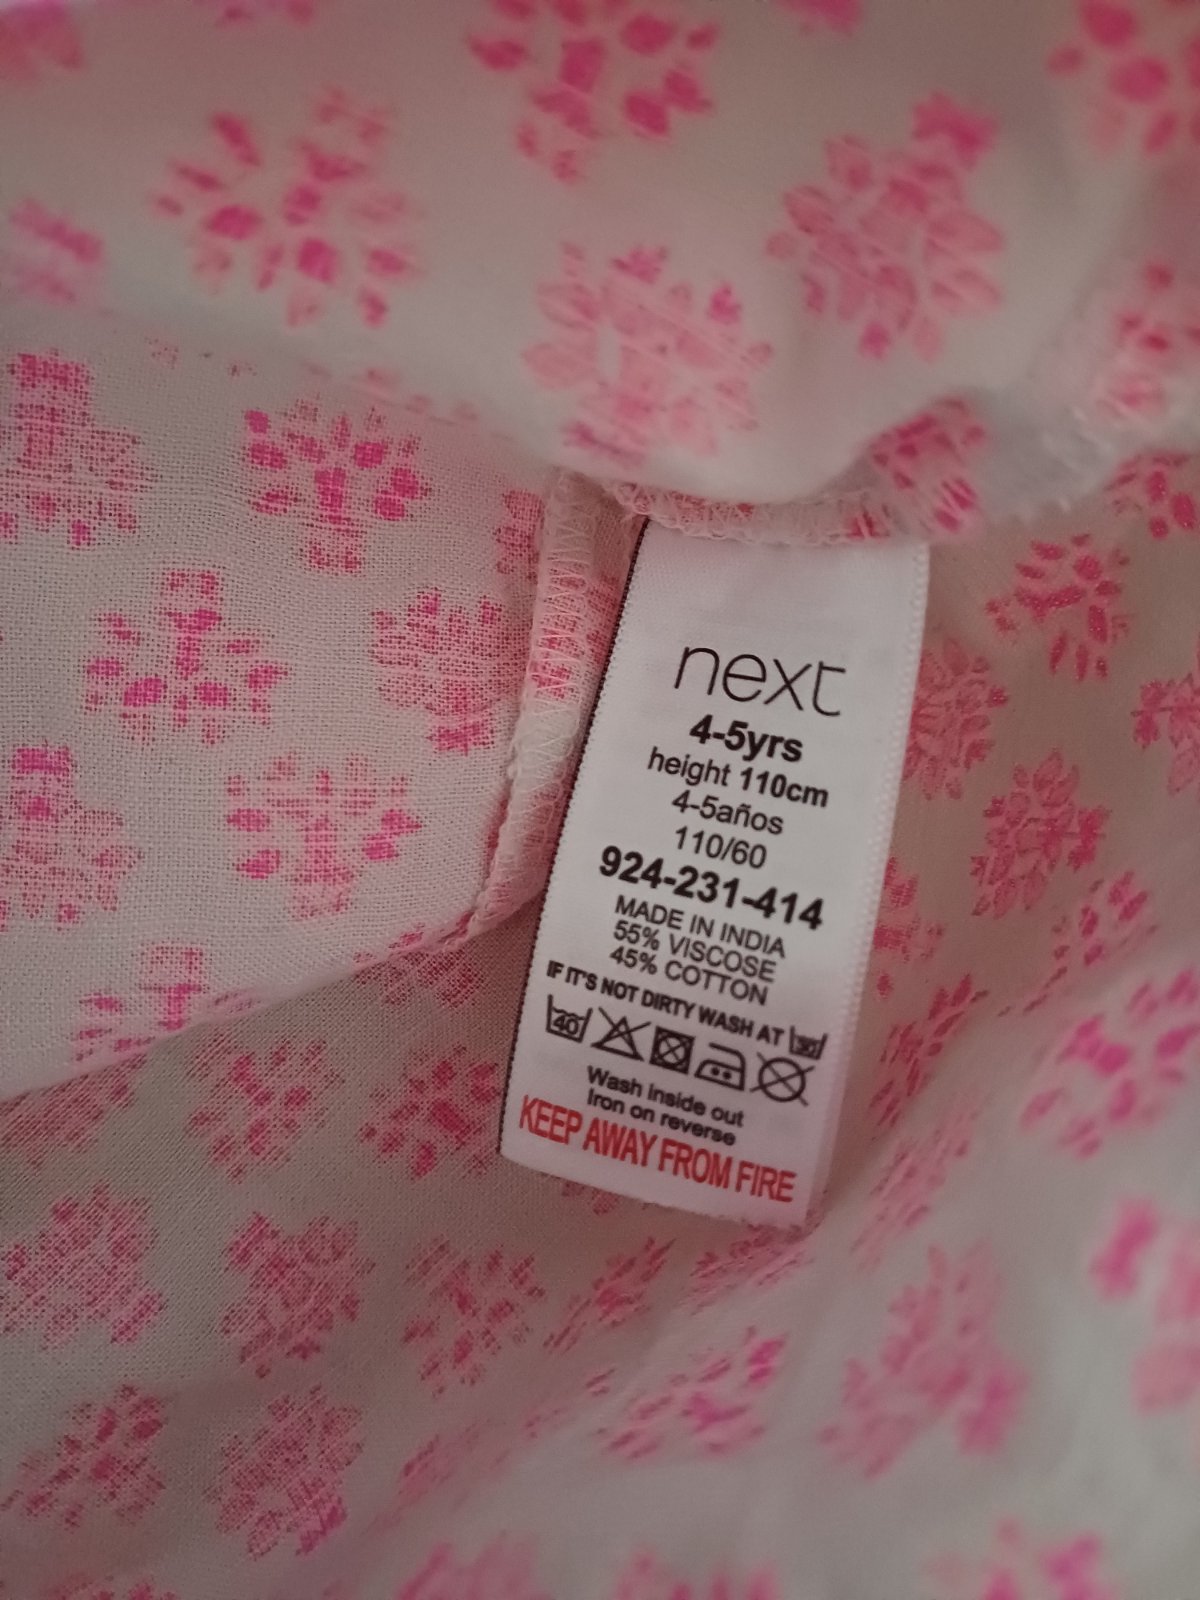 next
4-5yrs
height 110cm
4-5años
110/60
924-231-414
MADE IN INDIA
55% VISCOSE
45% COTTON
IF IT'S NOT DIRTY WASH AT 30
40
Wash inside out
Iron on reverse
KEEP AWAY FROM FIRE